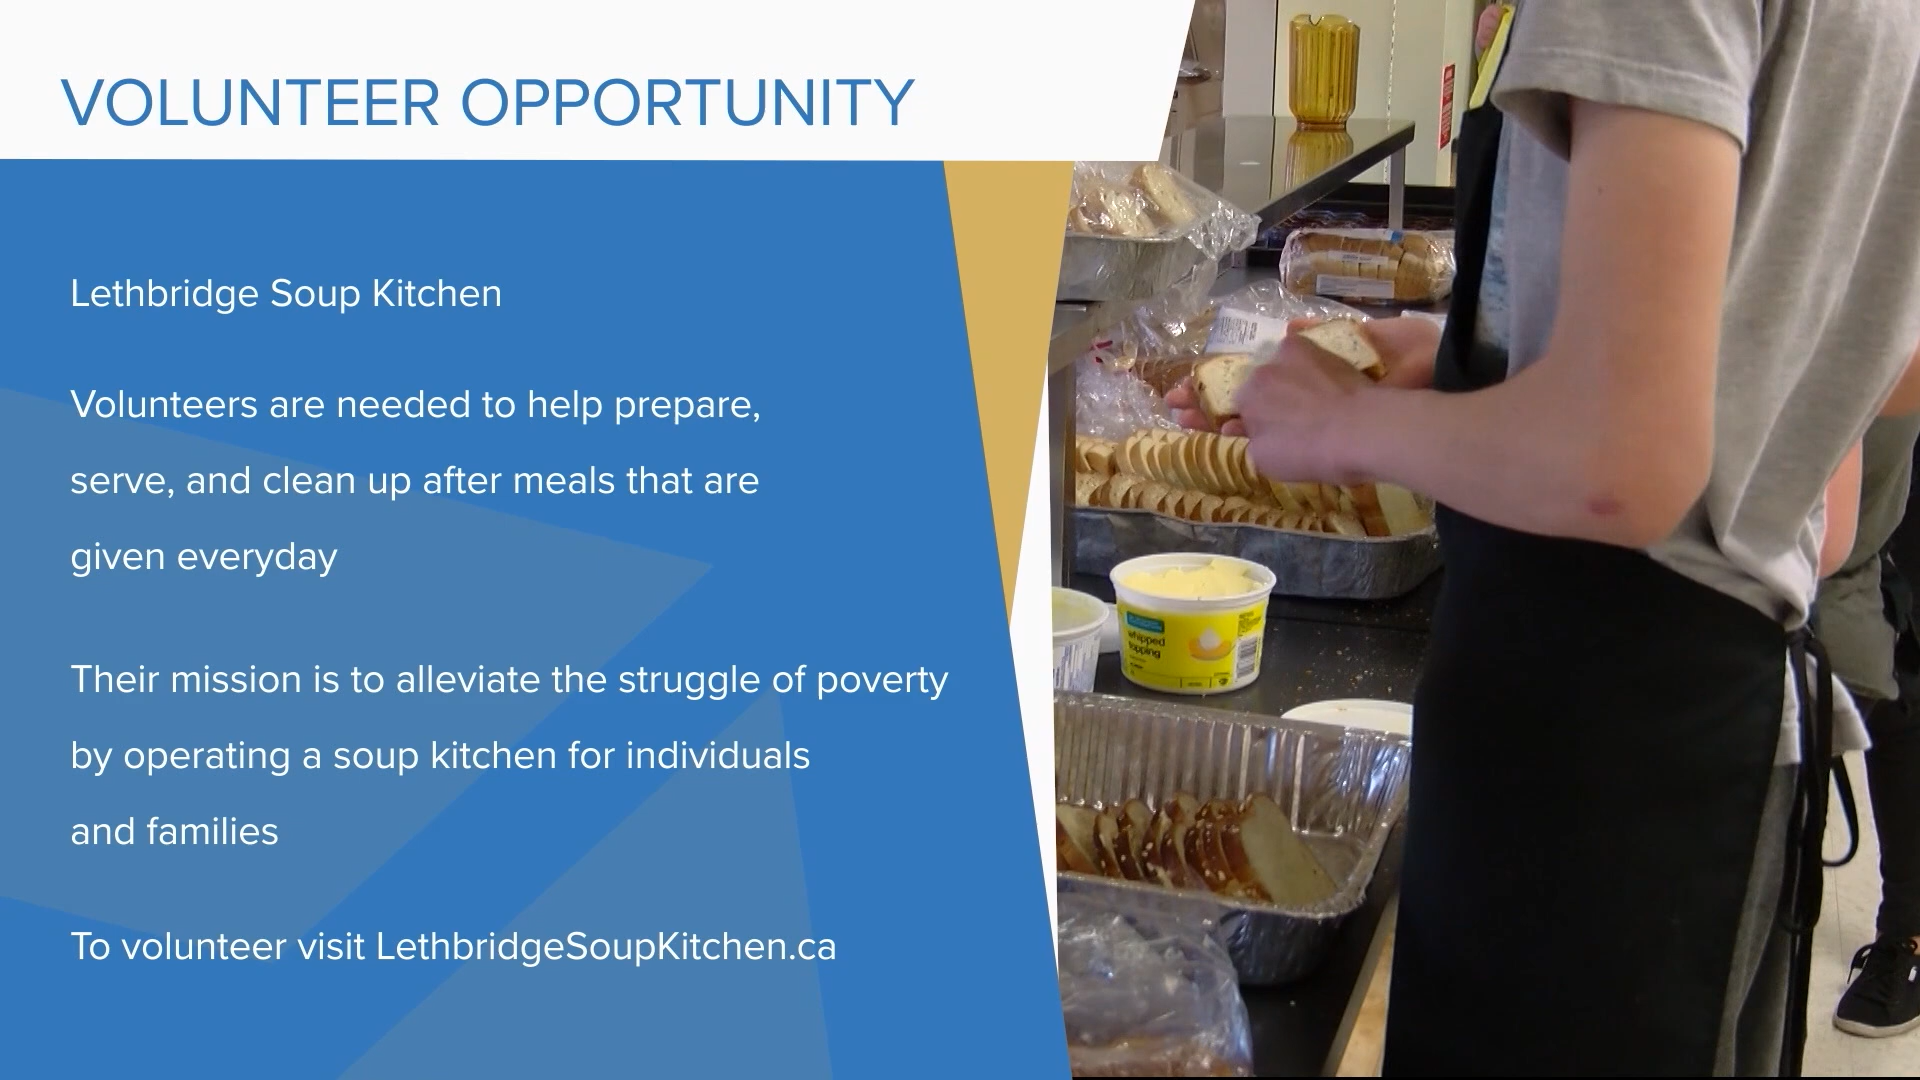 VOLUNTEER OPPORTUNITY
Lethbridge Soup Kitchen
Volunteers are needed to help prepare,
serve, and clean up after meals that are
given everyday
Their mission is to alleviate the struggle of poverty
by operating a soup kitchen for individuals
and families
To volunteer visit LethbridgeSoupKitchen.ca
whipped
topping